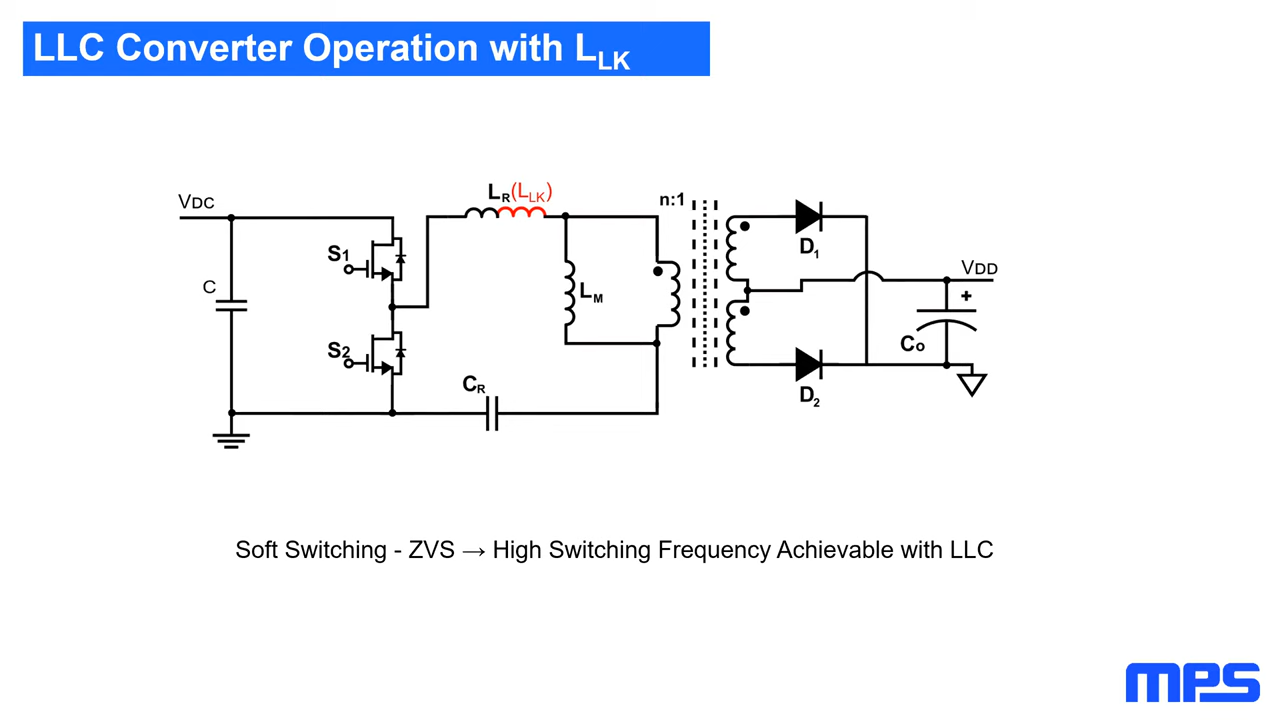 LLC Converter Operation with LLK
LR(LLK)
n:1
VDC
S1
D1
VDD
C
LM
+
S2
Co
CR
D2
Soft Switching - ZVS → High Switching Frequency Achievable with LLC
mps